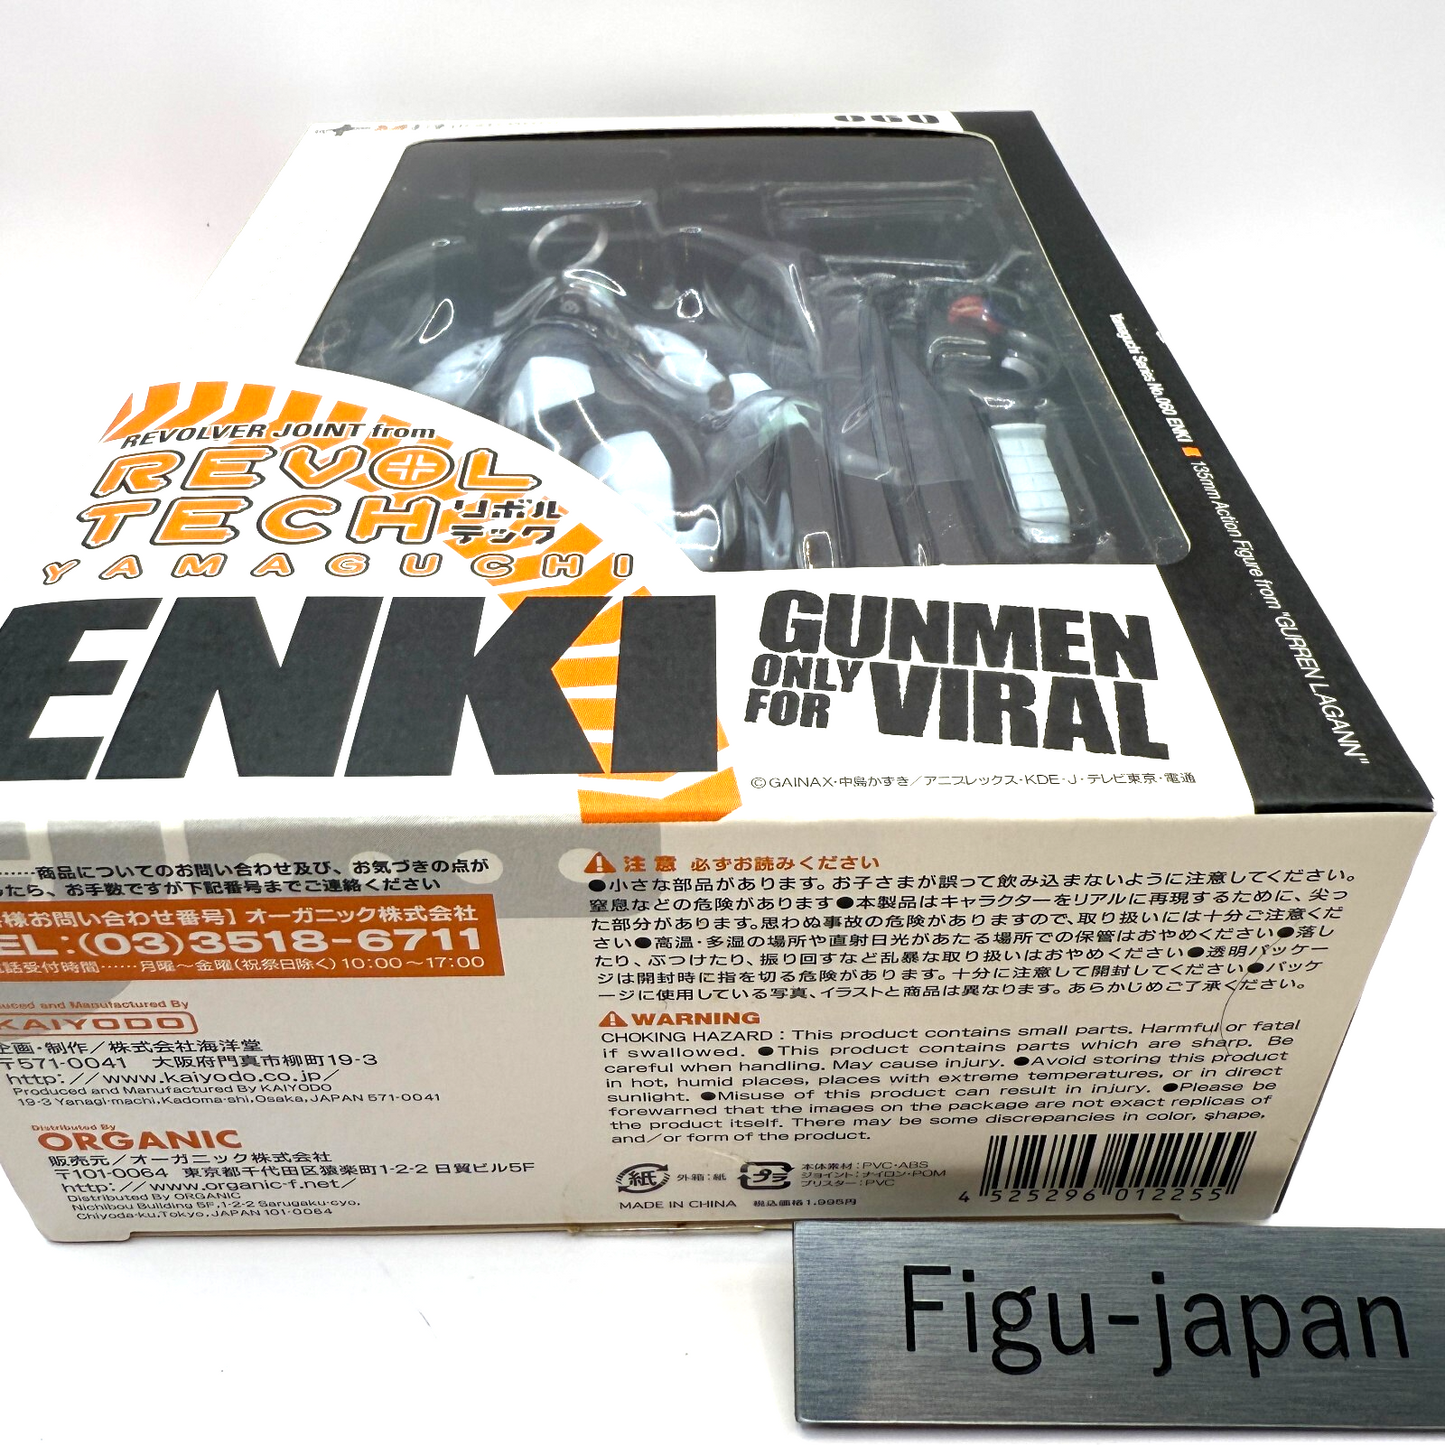 060
REVOLVER JOINT from
REVOL
TECH リボル
テック
YAMAGUCHI
ENKI
GUNMEN
ONLY
FOR VIRAL
©GAINAX・中島かずき/アニプレックス・KDE-J・テレビ東京・電通
Yamaguchi Series No.060 ENKI 135mm Action Figure from "GURREN LAGANN"
……商品についてのお問い合わせ及び、お気づきの点が
したら、お手数ですが下記番号までご連絡ください
様お問い合わせ番号】オーガニック株式会社
TEL:(03)3518-6711
電話受付時間……月曜〜金曜(祝祭日除く)10:00〜17:00
Produced and Manufactured By
KAIYODO
企画・制作/株式会社海洋堂
〒571-0041 大阪府門真市柳町19-3
http://www.kaiyodo.co.jp/
Produced and Manufactured By KAIYODO
19-3 Yanagi-machi,Kadoma-shi,Osaka,JAPAN 571-0041
Distributed By
ORGANIC
販売元/オーガニック株式会社
〒101-0064 東京都千代田区猿楽町1-2-2 日貿ビル5F
http://www.organic-f.net/
Distributed By ORGANIC
Nichibou Building 5F,1-2-2 Sarugaku-cyo,
Chiyoda-ku,Tokyo,JAPAN 101-0064
注意 必ずお読みください
●小さな部品があります。お子さまが誤って飲み込まないように注意してください。
窒息などの危険があります●本製品はキャラクターをリアルに再現するために、尖っ
た部分があります。思わぬ事故の危険がありますので、取り扱いには十分ご注意くだ
さい●高温・多湿の場所や直射日光があたる場所での保管はおやめください●落し
たり、ぶつけたり、振り回すなど乱暴な取り扱いはおやめください●透明パッケー
ジは開封時に指を切る危険があります。十分に注意して開封してください●パッケ
ージに使用している写真、イラストと商品は異なります。あらかじめご了承ください。
WARNING
CHOKING HAZARD : This product contains small parts. Harmful or fatal
if swallowed. ●This product contains parts which are sharp. Be
careful when handling. May cause injury. ●Avoid storing this product
in hot, humid places, places with extreme temperatures, or in direct
sunlight. ●Misuse of this product can result in injury. ●Please be
forewarned that the images on the package are not exact replicas of
the product itself. There may be some discrepancies in color, shape,
and/or form of the product.
紙 外箱:紙 プラ 本体素材:PVC・ABS
ジョイント:ナイロン・POM
ブリスター:PVC
MADE IN CHINA 税込価格1,995円
4 525296 012255
Figu-japan